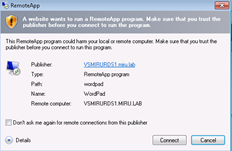 RemoteApp
A website wants to run a RemoteApp program. Make sure that you trust the
publisher before you connect to run the program.
This RemoteApp program could harm your local or remote computer. Make sure that you trust the
publisher before you connect to run this program.
Publisher: VSMIRURDS1.miru.lab
Type: RemoteApp program
Path: wordpad
Name: WordPad
Remote computer: VSMIRURDS1.MIRU.LAB
Don't ask me again for remote connections from this publisher
Details Connect Cancel